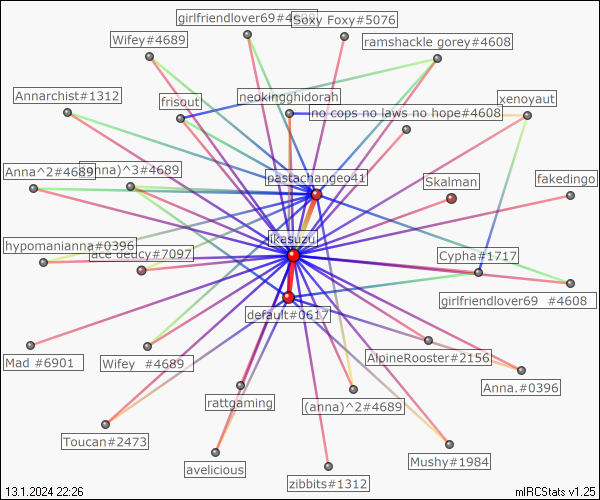 girlfriendlover69#4608
Soxy Foxy#5076
Wifey#4689
ramshackle gorey#4608
Annarchist#1312
frisout
neokingghidorah
xenoyaut
no cops no laws no hope#4608
Anna^2#4689
(anna)^3#4689
pastachangeo41
Skalman
fakedingo
ikasuzu
hypomanianna#0396
ace deucy#7097
Cypha#1717
girlfriendlover69 #4608
default#0617
Mad #6901
Wifey #4689
AlpineRooster#2156
Anna.#0396
rattgaming
(anna)^2#4689
Toucan#2473
avelicious
zibbits#1312
Mushy#1984
13.1.2024 22:26
mIRCStats v1.25